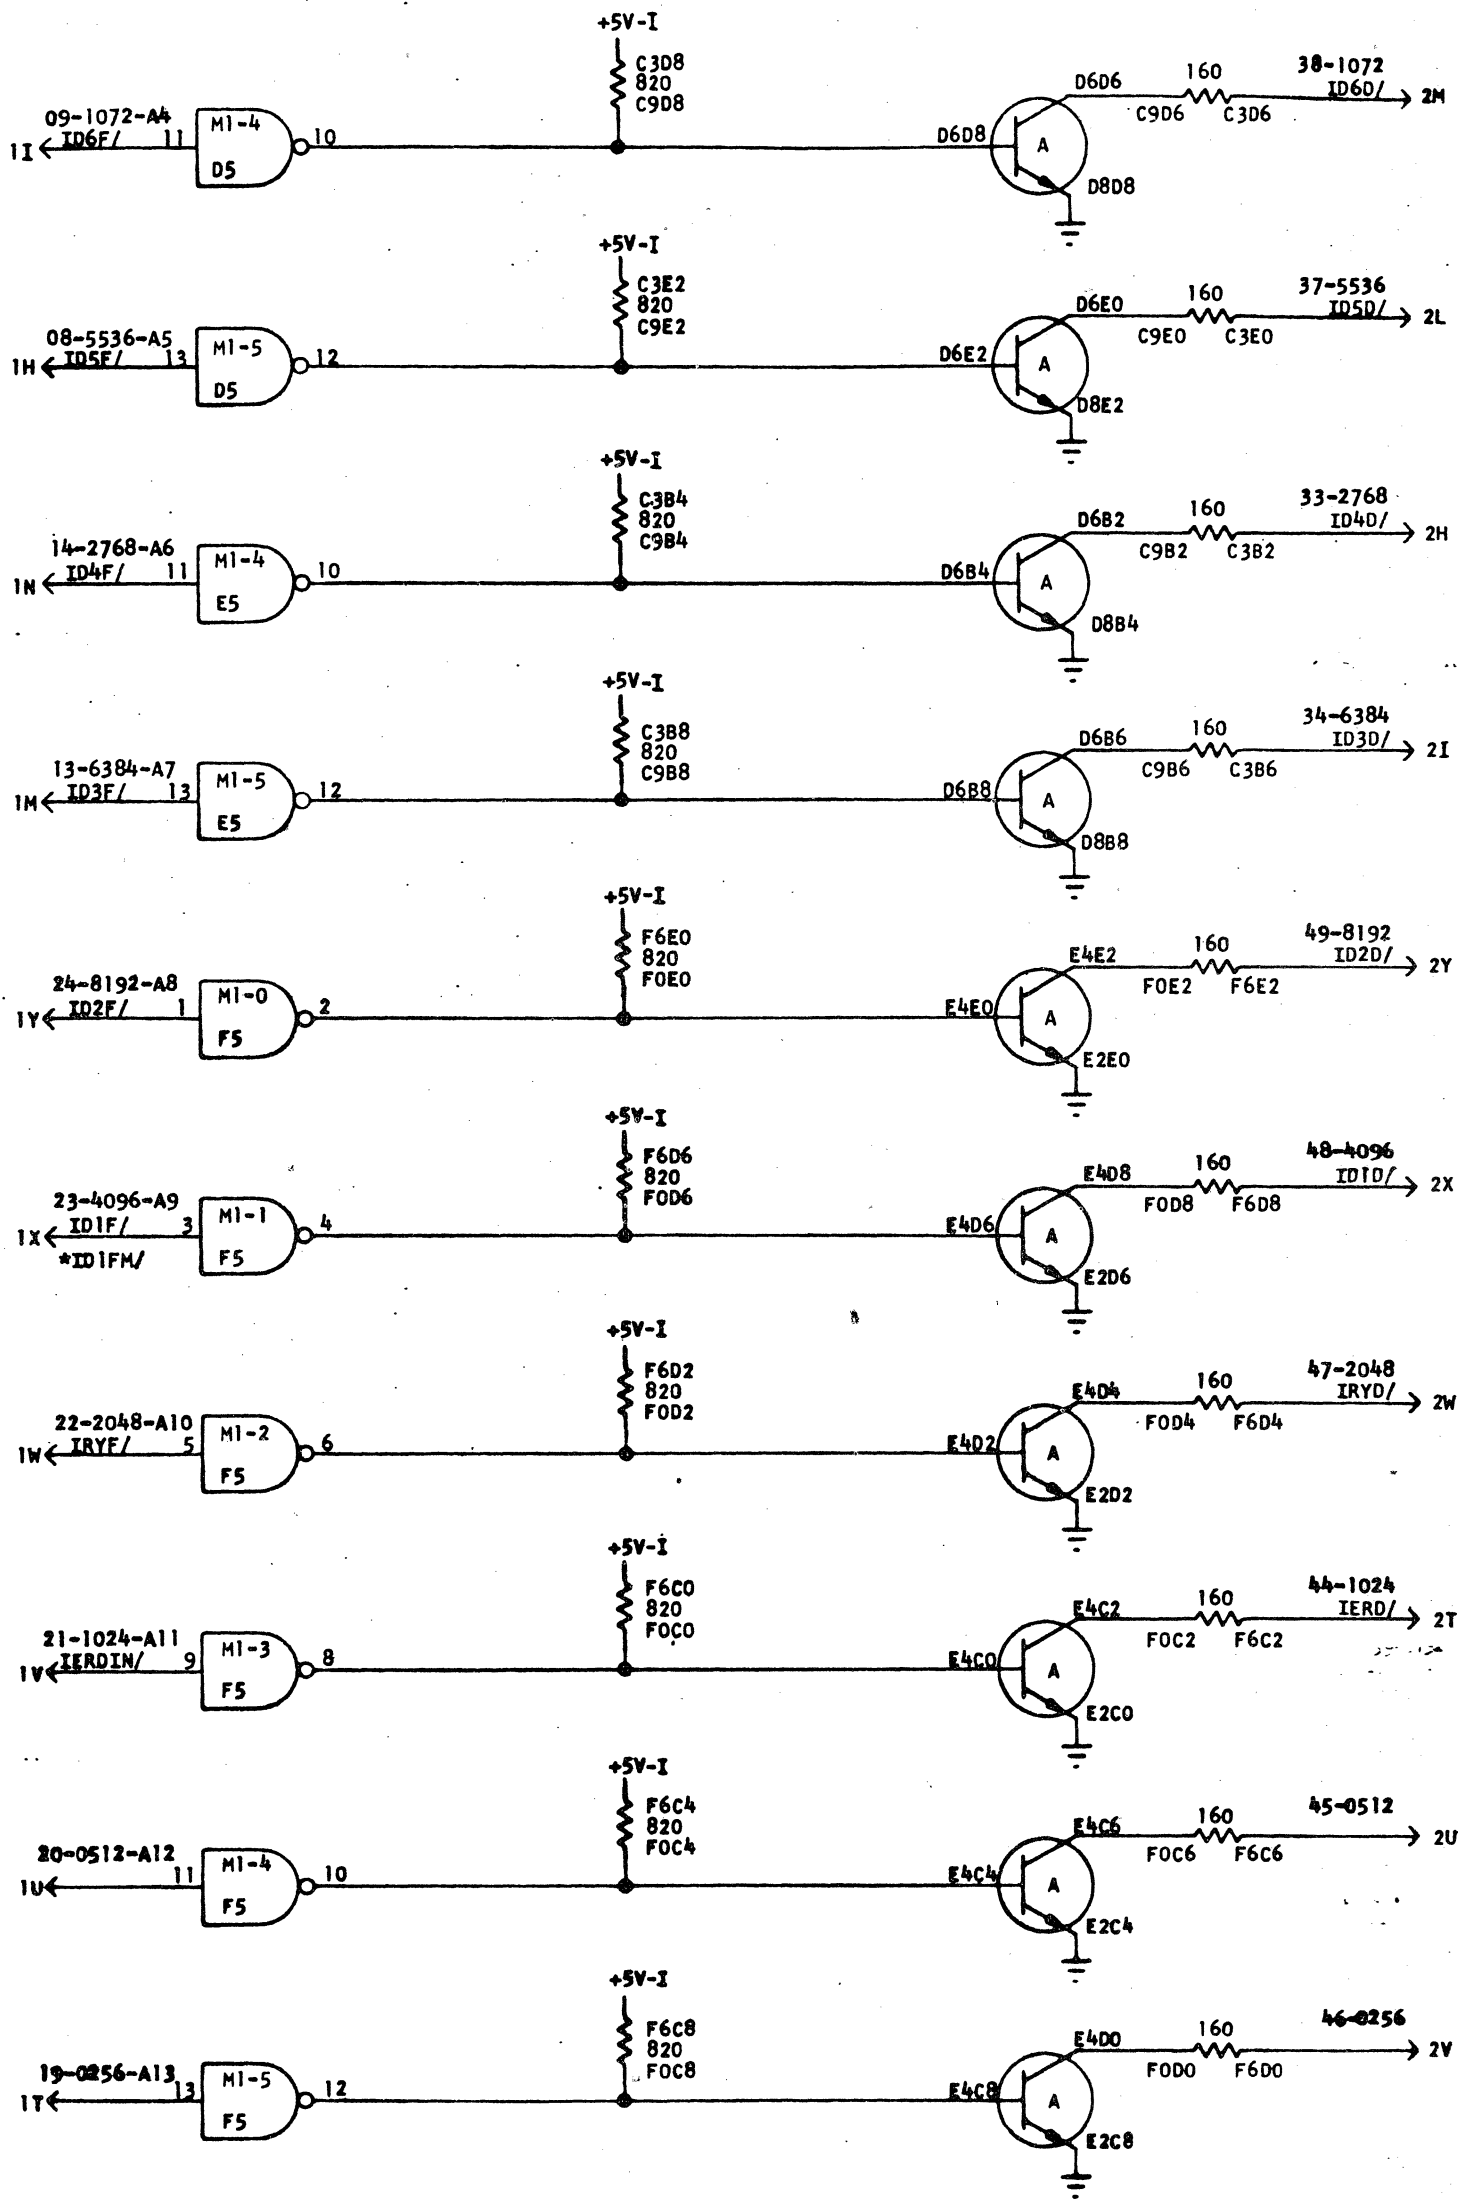 +5V-I
C3D8
820
C9D8
09-1072-A4
ID6F/ 11
1I
M1-4
D5
10
D6D8
A
D6D6
D8D8
160
C9D6 C3D6
38-1072
ID6D/
2M
+5V-I
C3E2
820
C9E2
08-5536-A5
ID5F/ 13
1H
M1-5
D5
12
D6E2
A
D6E0
D8E2
160
C9E0 C3E0
37-5536
ID5D/
2L
+5V-I
C3B4
820
C9B4
14-2768-A6
ID4F/ 11
1N
M1-4
E5
10
D6B4
A
D6B2
D8B4
160
C9B2 C3B2
33-2768
ID4D/
2H
+5V-I
C3B8
820
C9B8
13-6384-A7
ID3F/ 13
1M
M1-5
E5
12
D6B8
A
D6B6
D8B8
160
C9B6 C3B6
34-6384
ID3D/
2I
+5V-I
F6E0
820
F0E0
24-8192-A8
ID2F/ 1
1Y
M1-0
F5
2
E4E0
A
E4E2
E2E0
160
F0E2 F6E2
49-8192
ID2D/
2Y
+5V-I
F6D6
820
F0D6
23-4096-A9
ID1F/ 3
1X
*ID1FM/
M1-1
F5
4
E4D6
A
E4D8
E2D6
160
F0D8 F6D8
48-4096
ID1D/
2X
+5V-I
F6D2
820
F0D2
22-2048-A10
IRYF/ 5
1W
M1-2
F5
6
E4D2
A
E4D4
E2D2
160
F0D4 F6D4
47-2048
IRYD/
2W
+5V-I
F6C0
820
F0C0
21-1024-A11
IERDIN/ 9
1V
M1-3
F5
8
E4C0
A
E4C2
E2C0
160
F0C2 F6C2
44-1024
IERD/
2T
+5V-I
F6C4
820
F0C4
20-0512-A12
11
1U
M1-4
F5
10
E4C4
A
E4C6
E2C4
160
F0C6 F6C6
45-0512
2U
+5V-I
F6C8
820
F0C8
19-0256-A13
13
1T
M1-5
F5
12
E4C8
A
E4D0
E2C8
160
F0D0 F6D0
46-0256
2V